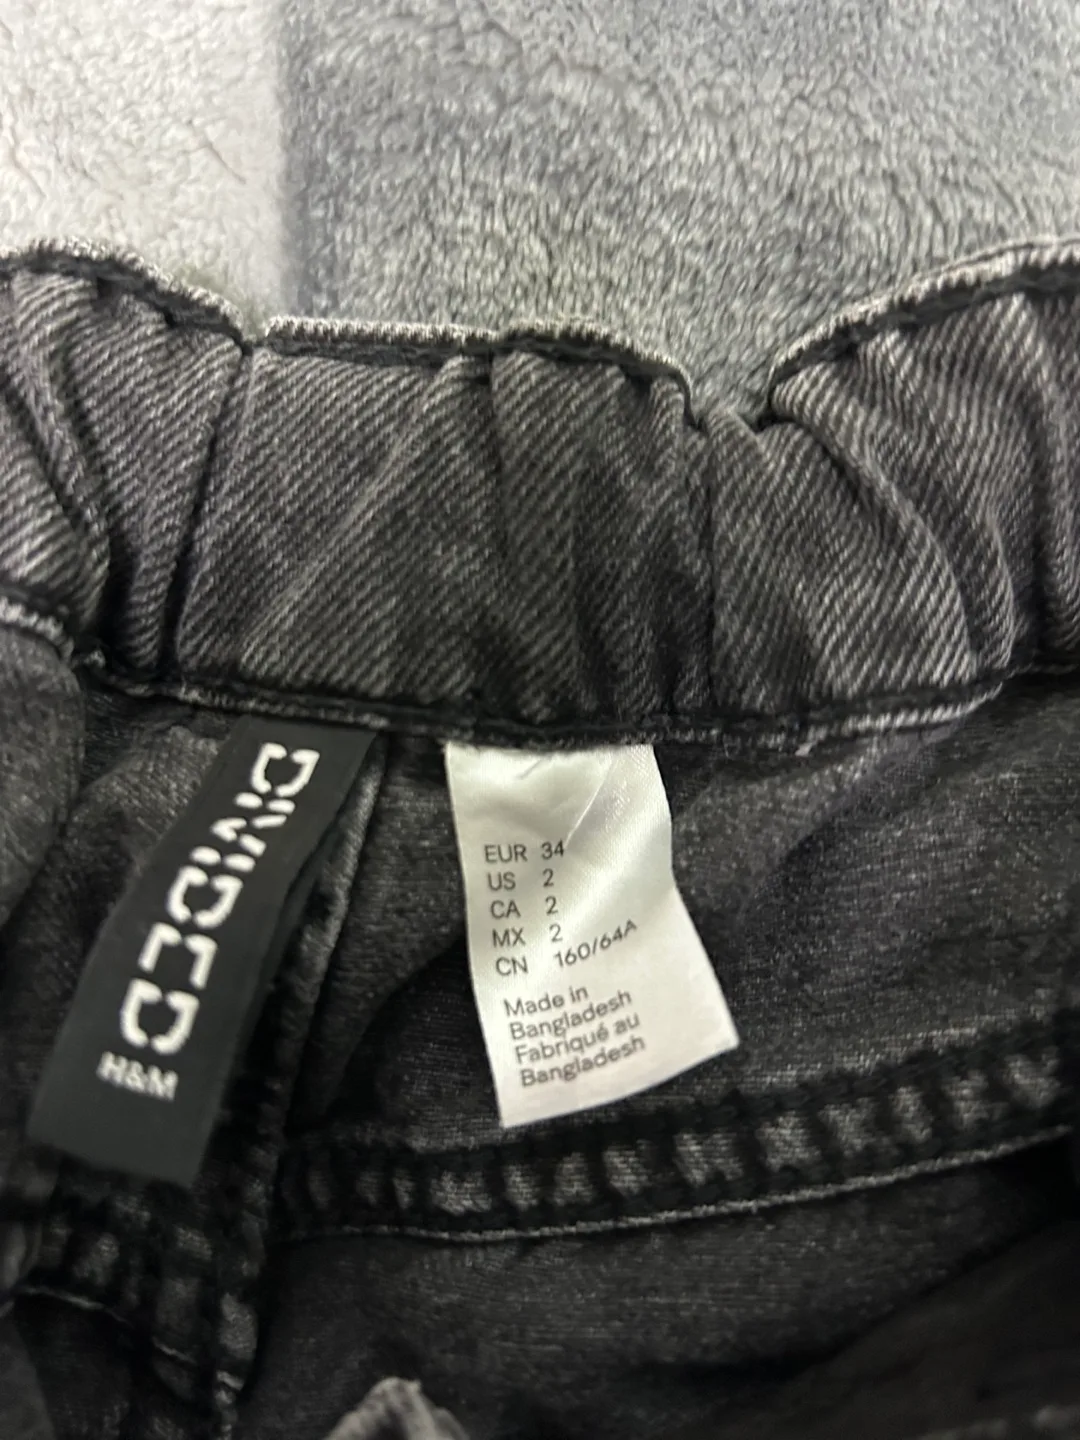 DIVIDED
H&M
EUR 34
US 2
CA 2
MX 2
CN 160/64A
Made in
Bangladesh
Fabriqué au
Bangladesh